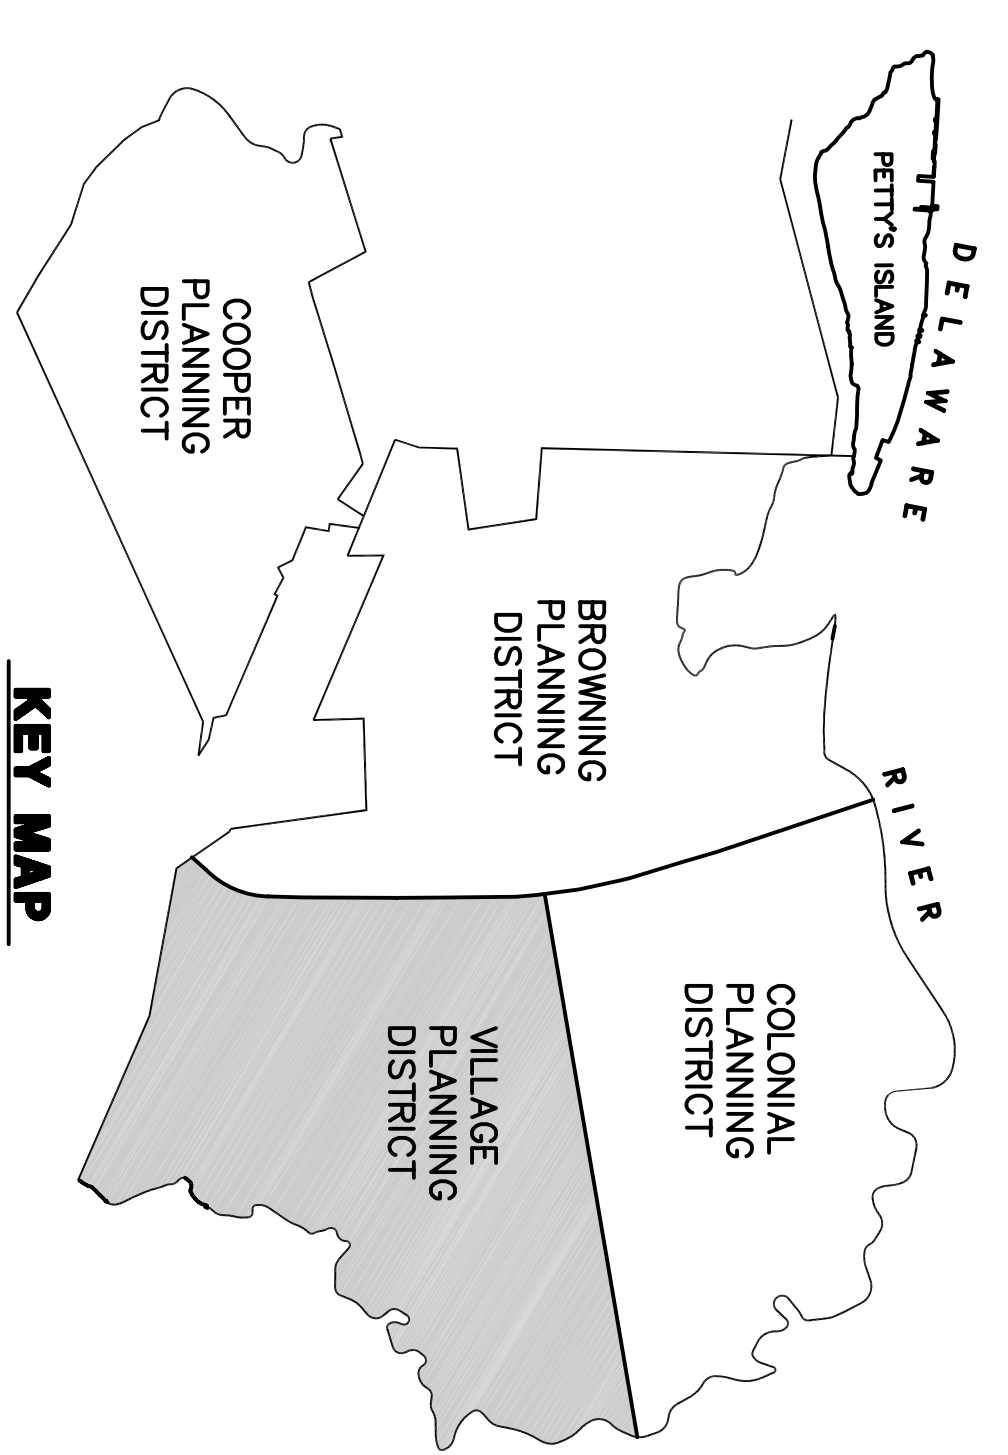 DELAWARE
RIVER
PETTY'S ISLAND
COLONIAL
PLANNING
DISTRICT
BROWNING
PLANNING
DISTRICT
VILLAGE
PLANNING
DISTRICT
COOPER
PLANNING
DISTRICT
KEY MAP